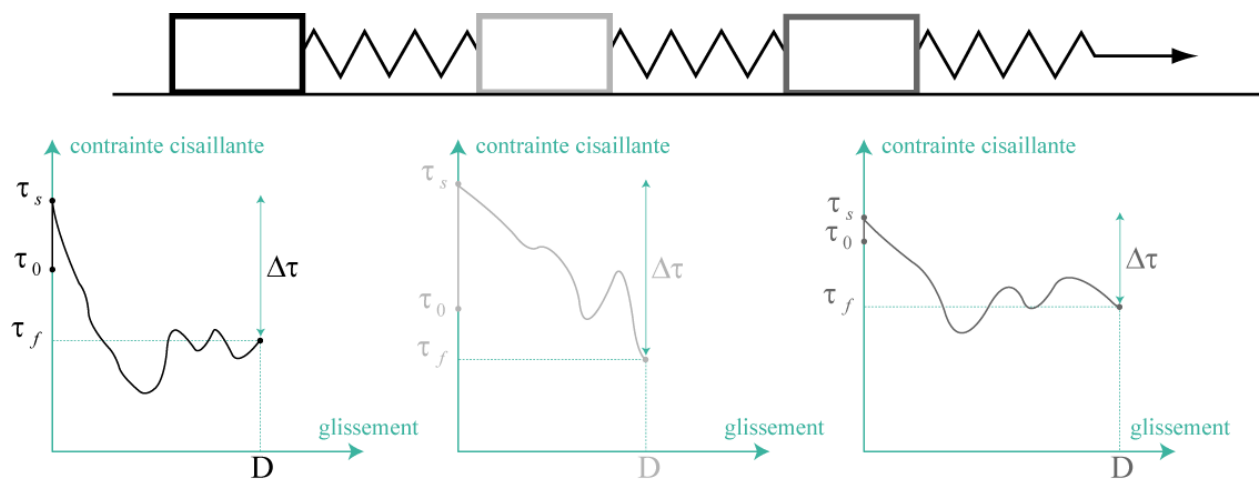 contrainte cisaillante
τs
τ0
Δτ
τf
glissement
D
contrainte cisaillante
τs
τ0
Δτ
τf
glissement
D
contrainte cisaillante
τs
τ0
Δτ
τf
glissement
D